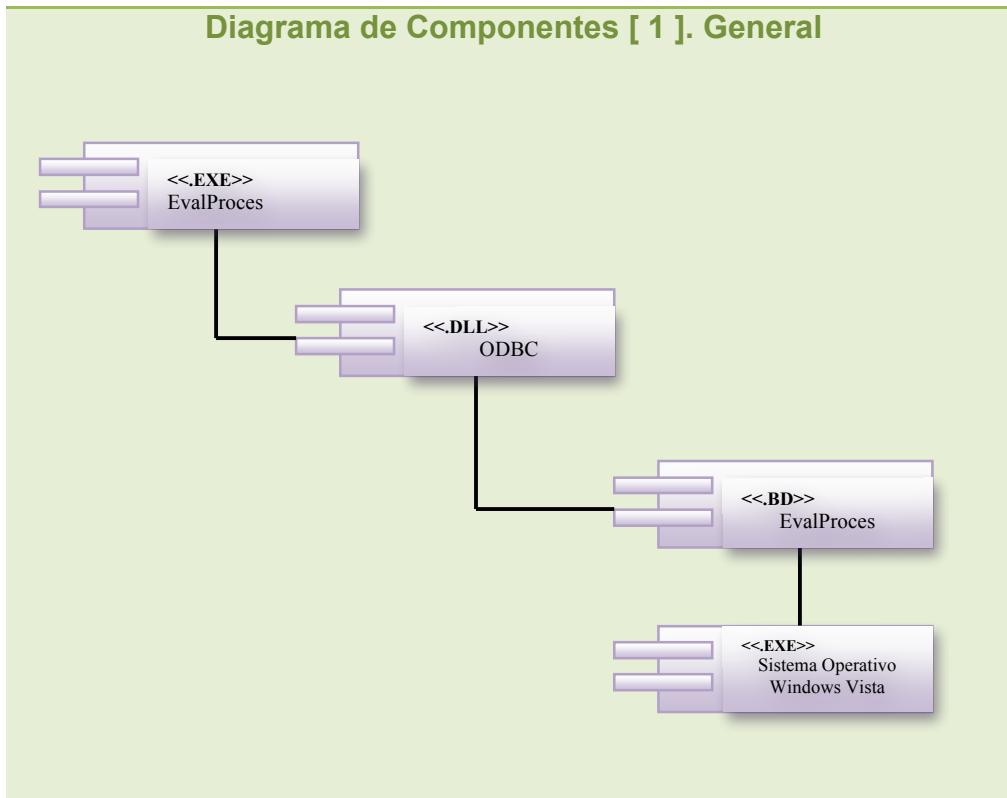 Diagrama de Componentes [ 1 ]. General
<<.EXE>>
EvalProces
<<.DLL>>
ODBC
<<.BD>>
EvalProces
<<.EXE>>
Sistema Operativo
Windows Vista